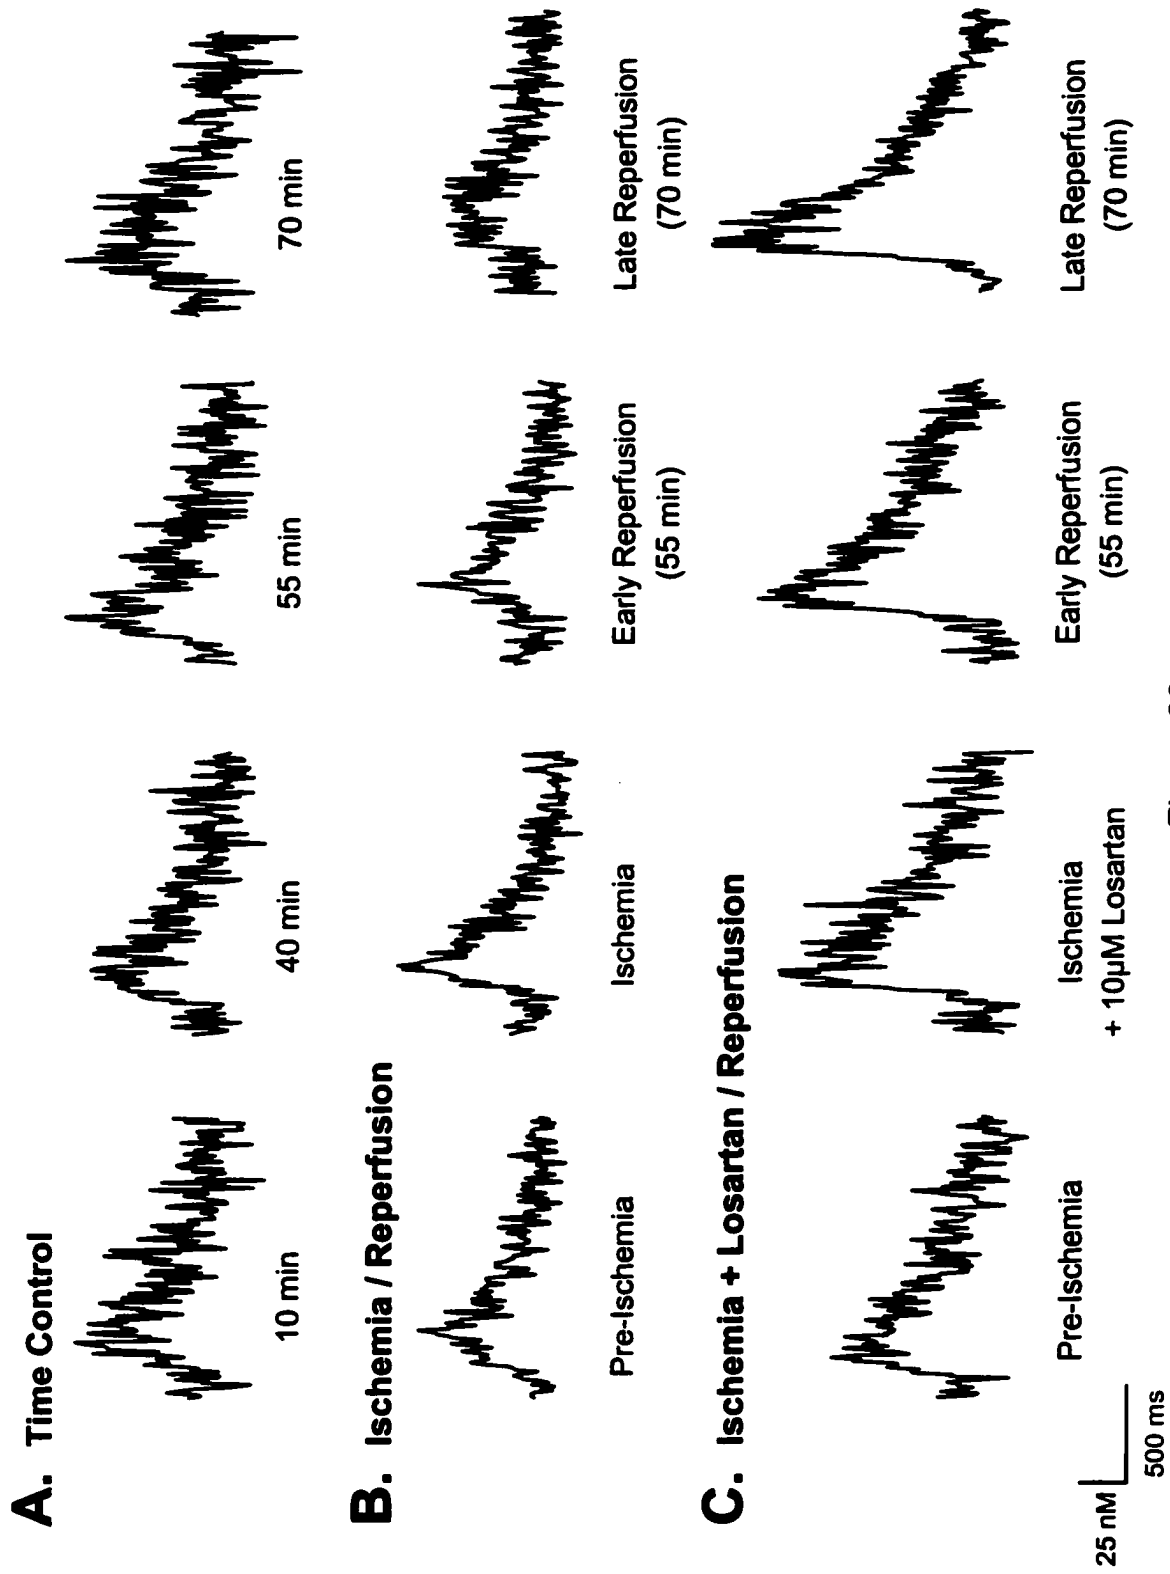 A. Time Control
10 min
40 min
55 min
70 min
B. Ischemia / Reperfusion
Pre-Ischemia
Ischemia
Early Reperfusion
(55 min)
Late Reperfusion
(70 min)
C. Ischemia + Losartan / Reperfusion
Pre-Ischemia
Ischemia
+ 10µM Losartan
Early Reperfusion
(55 min)
Late Reperfusion
(70 min)
25 nM
500 ms